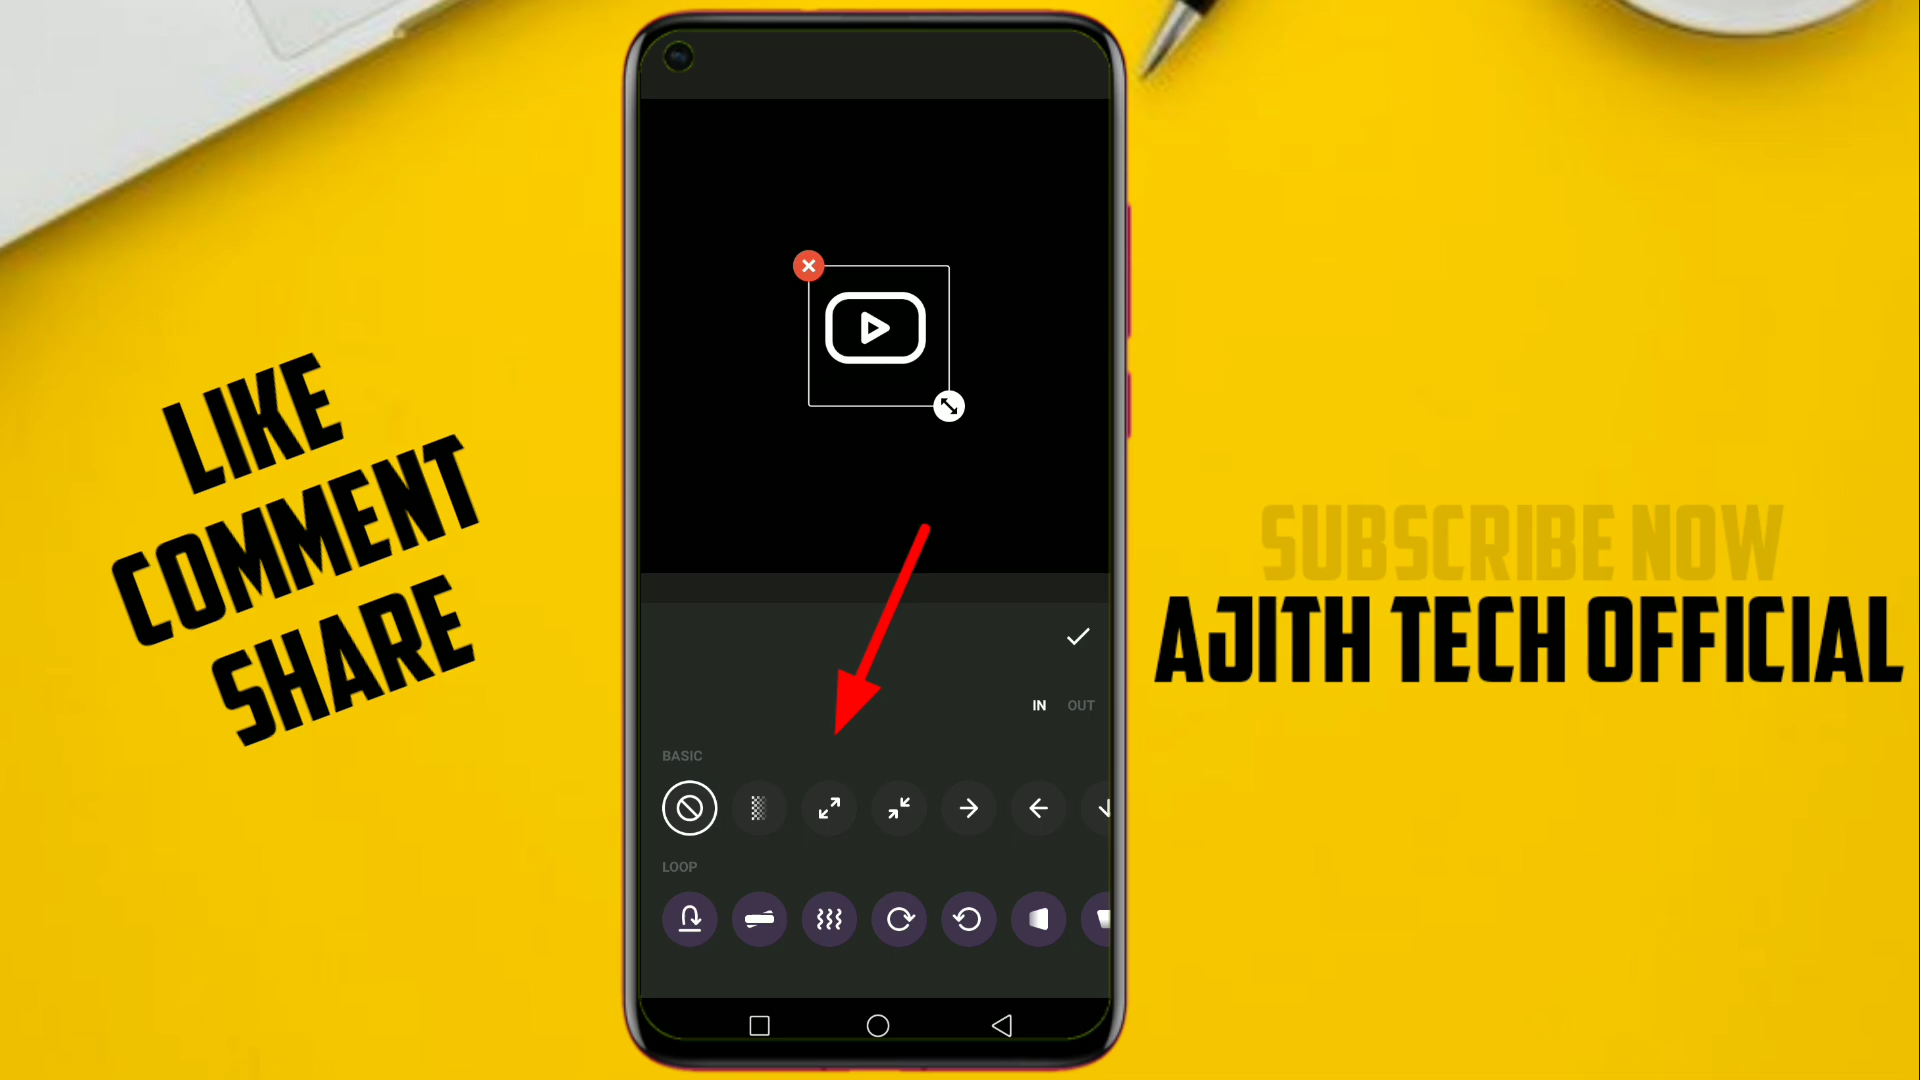 LIKE
COMMENT
SHARE
IN OUT
BASIC
LOOP
SUBSCRIBE NOW
AJITH TECH OFFICIAL